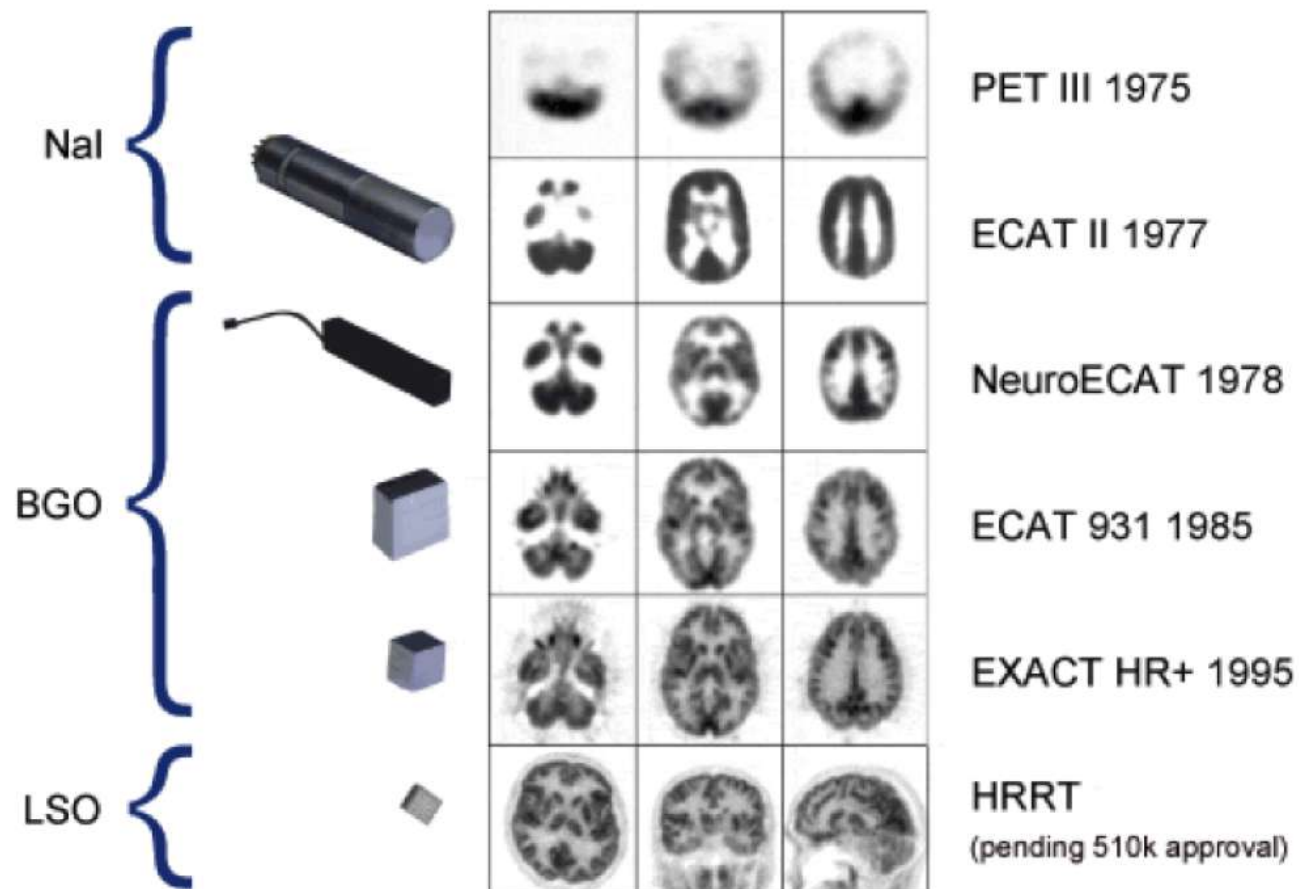 NaI
PET III 1975
ECAT II 1977
BGO
NeuroECAT 1978
ECAT 931 1985
EXACT HR+ 1995
LSO
HRRT
(pending 510k approval)